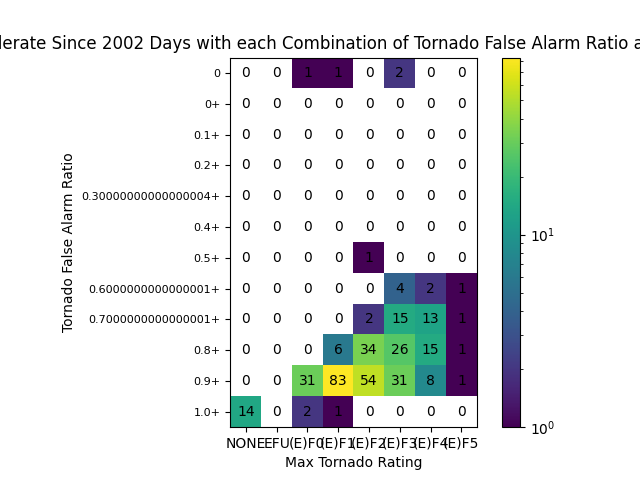 lerate Since 2002 Days with each Combination of Tornado False Alarm Ratio a
0 0 0 1 1 0 2 0 0
0+ 0 0 0 0 0 0 0 0
0.1+ 0 0 0 0 0 0 0 0
0.2+ 0 0 0 0 0 0 0 0
0.30000000000000004+ 0 0 0 0 0 0 0 0
0.4+ 0 0 0 0 0 0 0 0
0.5+ 0 0 0 0 1 0 0 0
0.6000000000000001+ 0 0 0 0 0 4 2 1
0.7000000000000001+ 0 0 0 0 2 15 13 1
0.8+ 0 0 0 6 34 26 15 1
0.9+ 0 0 31 83 54 31 8 1
1.0+ 14 0 2 1 0 0 0 0
NONE EFU (E)F0 (E)F1 (E)F2 (E)F3 (E)F4 (E)F5
Max Tornado Rating
Tornado False Alarm Ratio
10¹
10⁰